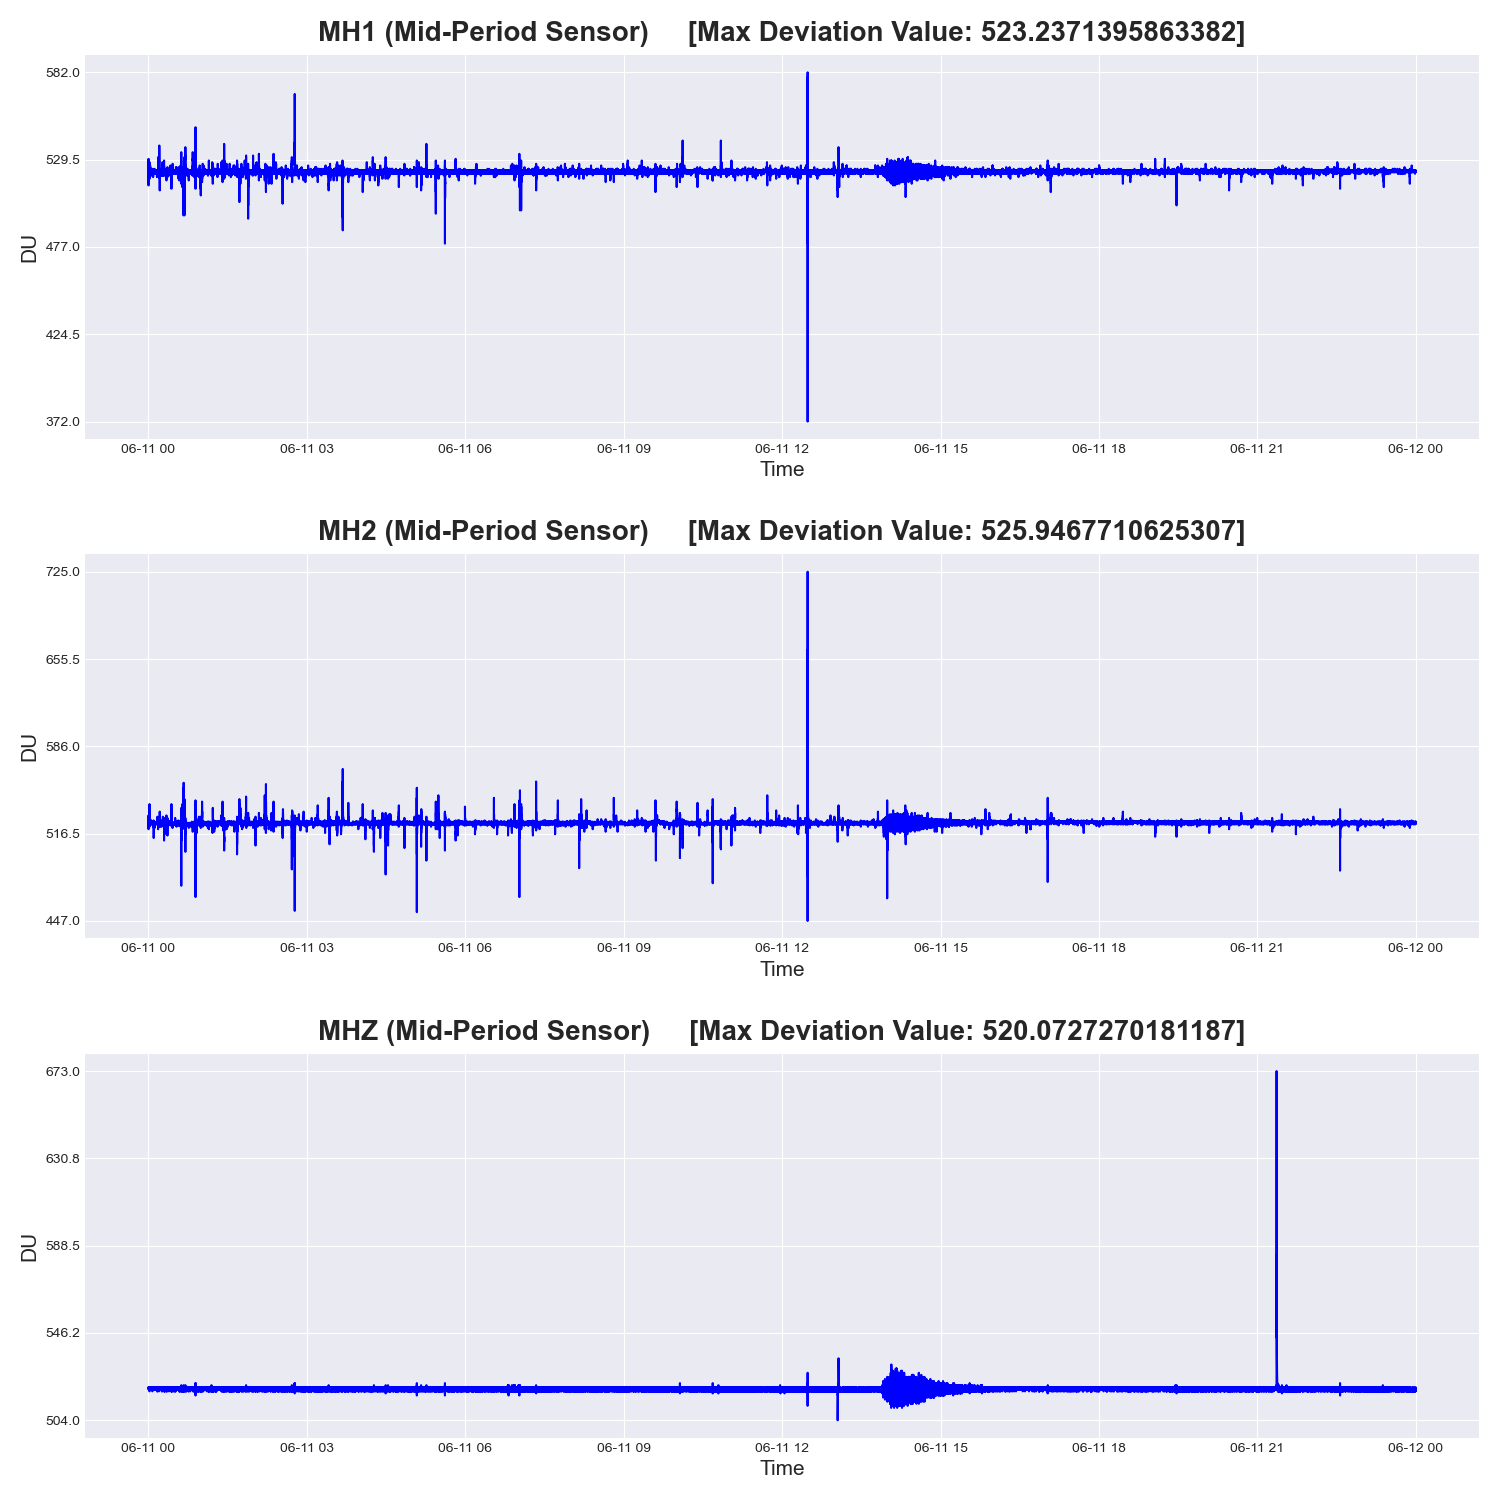 MH1 (Mid-Period Sensor) [Max Deviation Value: 523.2371395863382]
582.0
529.5
477.0
424.5
372.0
DU
06-11 00 06-11 03 06-11 06 06-11 09 06-11 12 06-11 15 06-11 18 06-11 21 06-12 00
Time
MH2 (Mid-Period Sensor) [Max Deviation Value: 525.9467710625307]
725.0
655.5
586.0
516.5
447.0
DU
06-11 00 06-11 03 06-11 06 06-11 09 06-11 12 06-11 15 06-11 18 06-11 21 06-12 00
Time
MHZ (Mid-Period Sensor) [Max Deviation Value: 520.0727270181187]
673.0
630.8
588.5
546.2
504.0
DU
06-11 00 06-11 03 06-11 06 06-11 09 06-11 12 06-11 15 06-11 18 06-11 21 06-12 00
Time